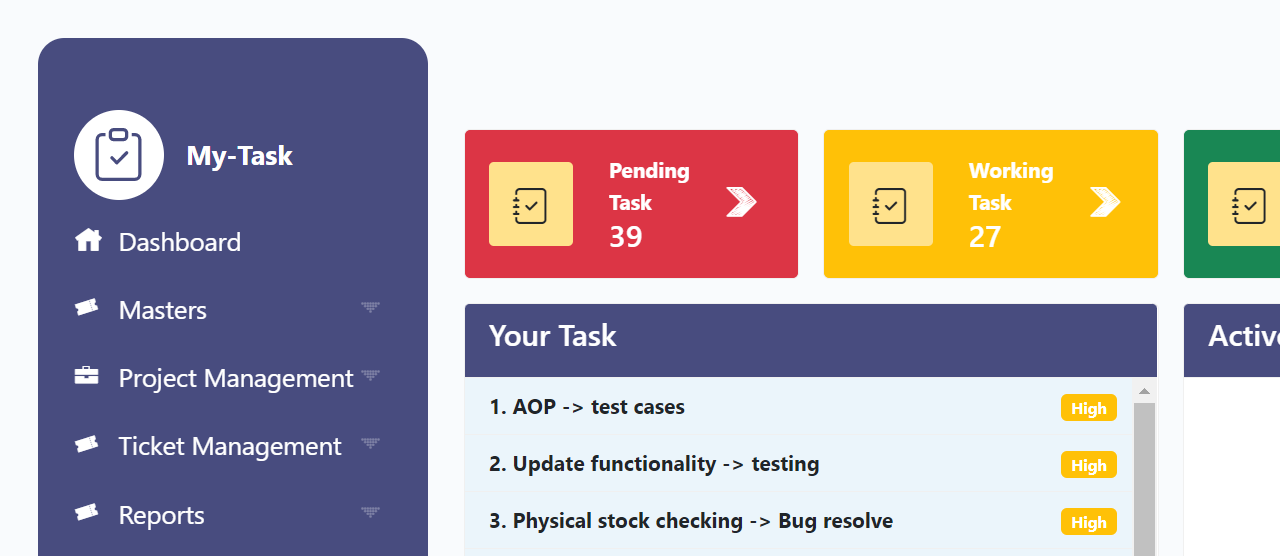 My-Task
Dashboard
Masters
Project Management
Ticket Management
Reports
Pending
Task
39
Working
Task
27
Your Task
1. AOP -> test cases
High
2. Update functionality -> testing
High
3. Physical stock checking -> Bug resolve
High